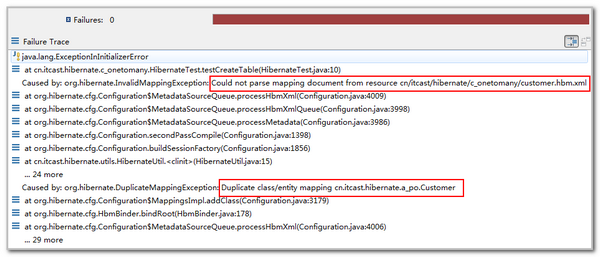 Failures: 0
Failure Trace
java.lang.ExceptionInInitializerError
at cn.itcast.hibernate.c_onetomany.HibernateTest.testCreateTable(HibernateTest.java:10)
Caused by: org.hibernate.InvalidMappingException: Could not parse mapping document from resource cn/itcast/hibernate/c_onetomany/customer.hbm.xml
at org.hibernate.cfg.Configuration$MetadataSourceQueue.processHbmXml(Configuration.java:4009)
at org.hibernate.cfg.Configuration$MetadataSourceQueue.processHbmXmlQueue(Configuration.java:3998)
at org.hibernate.cfg.Configuration$MetadataSourceQueue.processMetadata(Configuration.java:3986)
at org.hibernate.cfg.Configuration.secondPassCompile(Configuration.java:1398)
at org.hibernate.cfg.Configuration.buildSessionFactory(Configuration.java:1856)
at cn.itcast.hibernate.utils.HibernateUtil.<clinit>(HibernateUtil.java:15)
... 24 more
Caused by: org.hibernate.DuplicateMappingException: Duplicate class/entity mapping cn.itcast.hibernate.a_po.Customer
at org.hibernate.cfg.Configuration$MappingsImpl.addClass(Configuration.java:3179)
at org.hibernate.cfg.HbmBinder.bindRoot(HbmBinder.java:178)
at org.hibernate.cfg.Configuration$MetadataSourceQueue.processHbmXml(Configuration.java:4006)
... 29 more